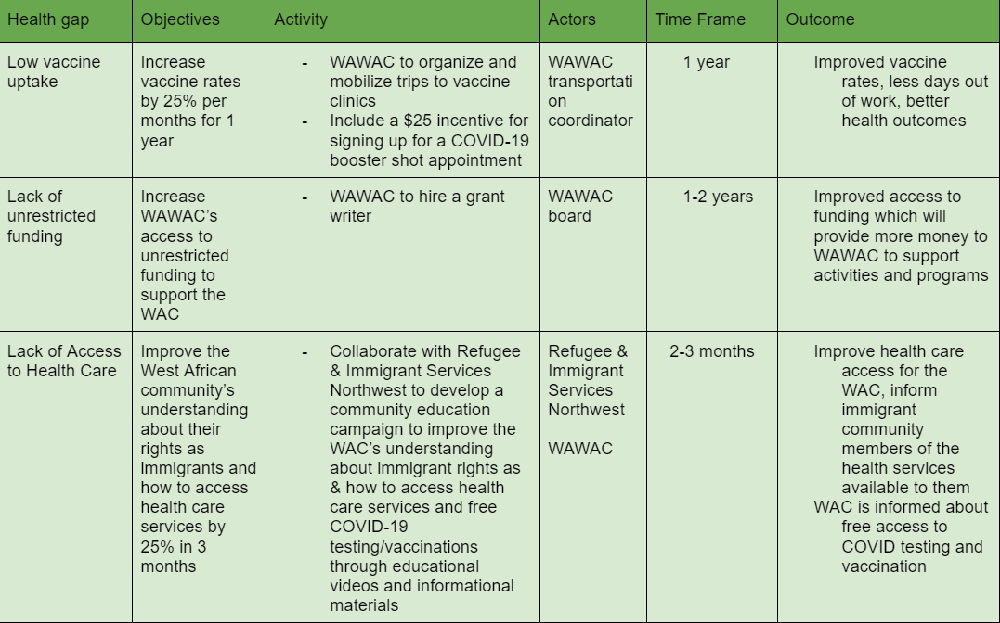 Health gap
Objectives
Activity
Actors
Time Frame
Outcome
Low vaccine
uptake
Increase
vaccine rates
by 25% per
months for 1
year
- WAWAC to organize and
mobilize trips to vaccine
clinics
- Include a $25 incentive for
signing up for a COVID-19
booster shot appointment
WAWAC
transportati
on
coordinator
1 year
Improved vaccine
rates, less days out
of work, better
health outcomes
Lack of
unrestricted
funding
Increase
WAWAC’s
access to
unrestricted
funding to
support the
WAC
- WAWAC to hire a grant
writer
WAWAC
board
1-2 years
Improved access to
funding which will
provide more money to
WAWAC to support
activities and programs
Lack of Access
to Health Care
Improve the
West African
community’s
understanding
about their
rights as
immigrants and
how to access
health care
services by
25% in 3
months
- Collaborate with Refugee
& Immigrant Services
Northwest to develop a
community education
campaign to improve the
WAC’s understanding
about immigrant rights as
& how to access health
care services and free
COVID-19
testing/vaccinations
through educational
videos and informational
materials
Refugee &
Immigrant
Services
Northwest
WAWAC
2-3 months
Improve health care
access for the
WAC, inform
immigrant
community
members of the
health services
available to them
WAC is informed about
free access to
COVID testing and
vaccination